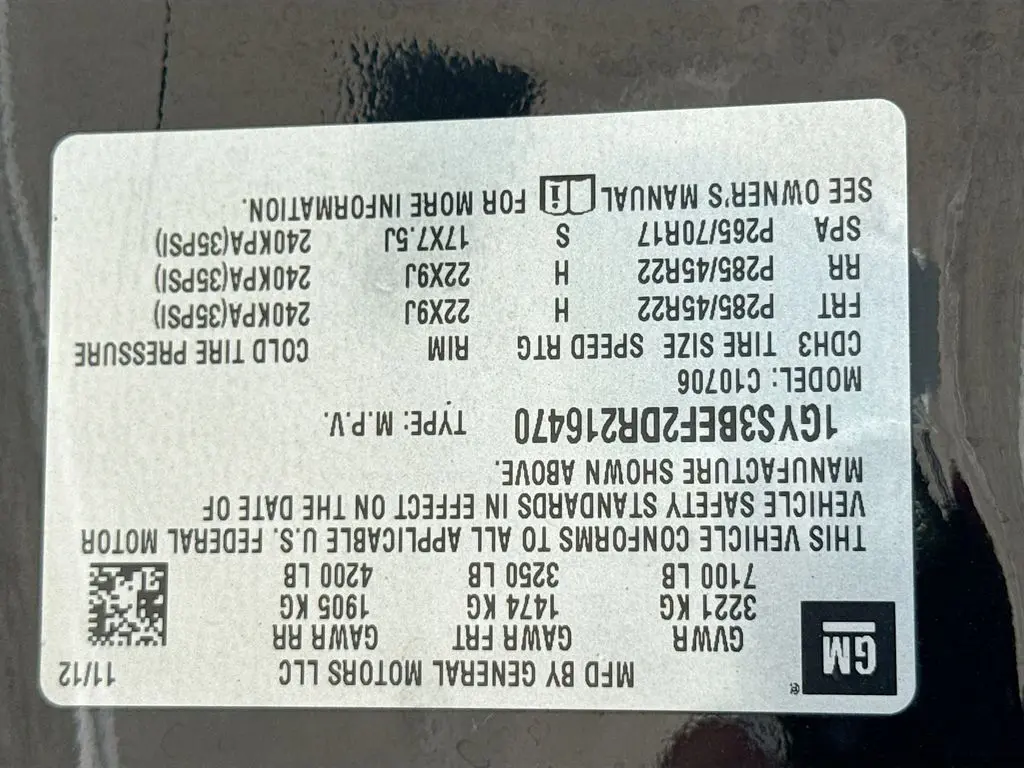 MFD BY GENERAL MOTORS LLC 11/12
GM ®
GVWR GAWR FRT GAWR RR
3221 KG 1474 KG 1905 KG
7100 LB 3250 LB 4200 LB
THIS VEHICLE CONFORMS TO ALL APPLICABLE U.S. FEDERAL MOTOR
VEHICLE SAFETY STANDARDS IN EFFECT ON THE DATE OF
MANUFACTURE SHOWN ABOVE.
1GYS3BEF2DR216470 TYPE: M.P.V.
MODEL: C10706
CDH3 TIRE SIZE SPEED RTG RIM COLD TIRE PRESSURE
FRT P285/45R22 H 22X9J 240KPA(35PSI)
RR P285/45R22 H 22X9J 240KPA(35PSI)
SPA P265/70R17 S 17X7.5J 240KPA(35PSI)
SEE OWNER'S MANUAL i FOR MORE INFORMATION.